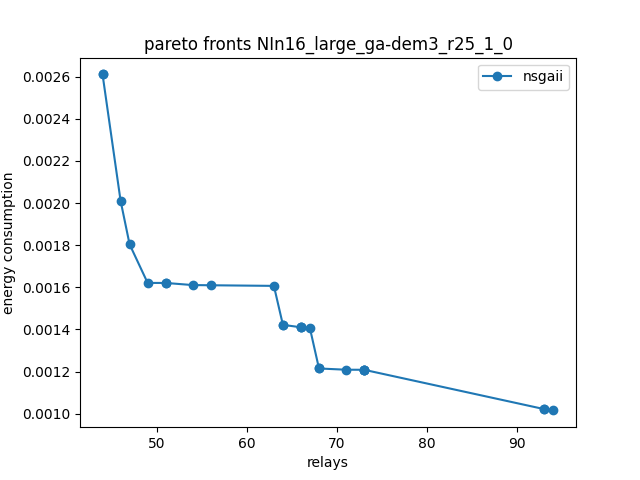 pareto fronts NIn16_large_ga-dem3_r25_1_0
nsgaii
0.0026
0.0024
0.0022
0.0020
0.0018
0.0016
0.0014
0.0012
0.0010
energy consumption
50 60 70 80 90
relays